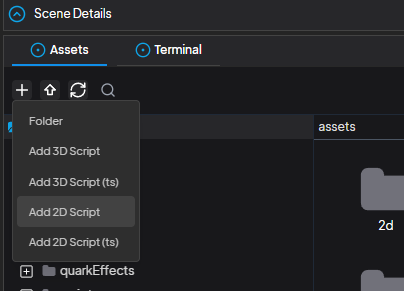 Scene Details
Assets
Terminal
Folder
Add 3D Script
Add 3D Script (ts)
Add 2D Script
Add 2D Script (ts)
quarkEffects
assets
2d